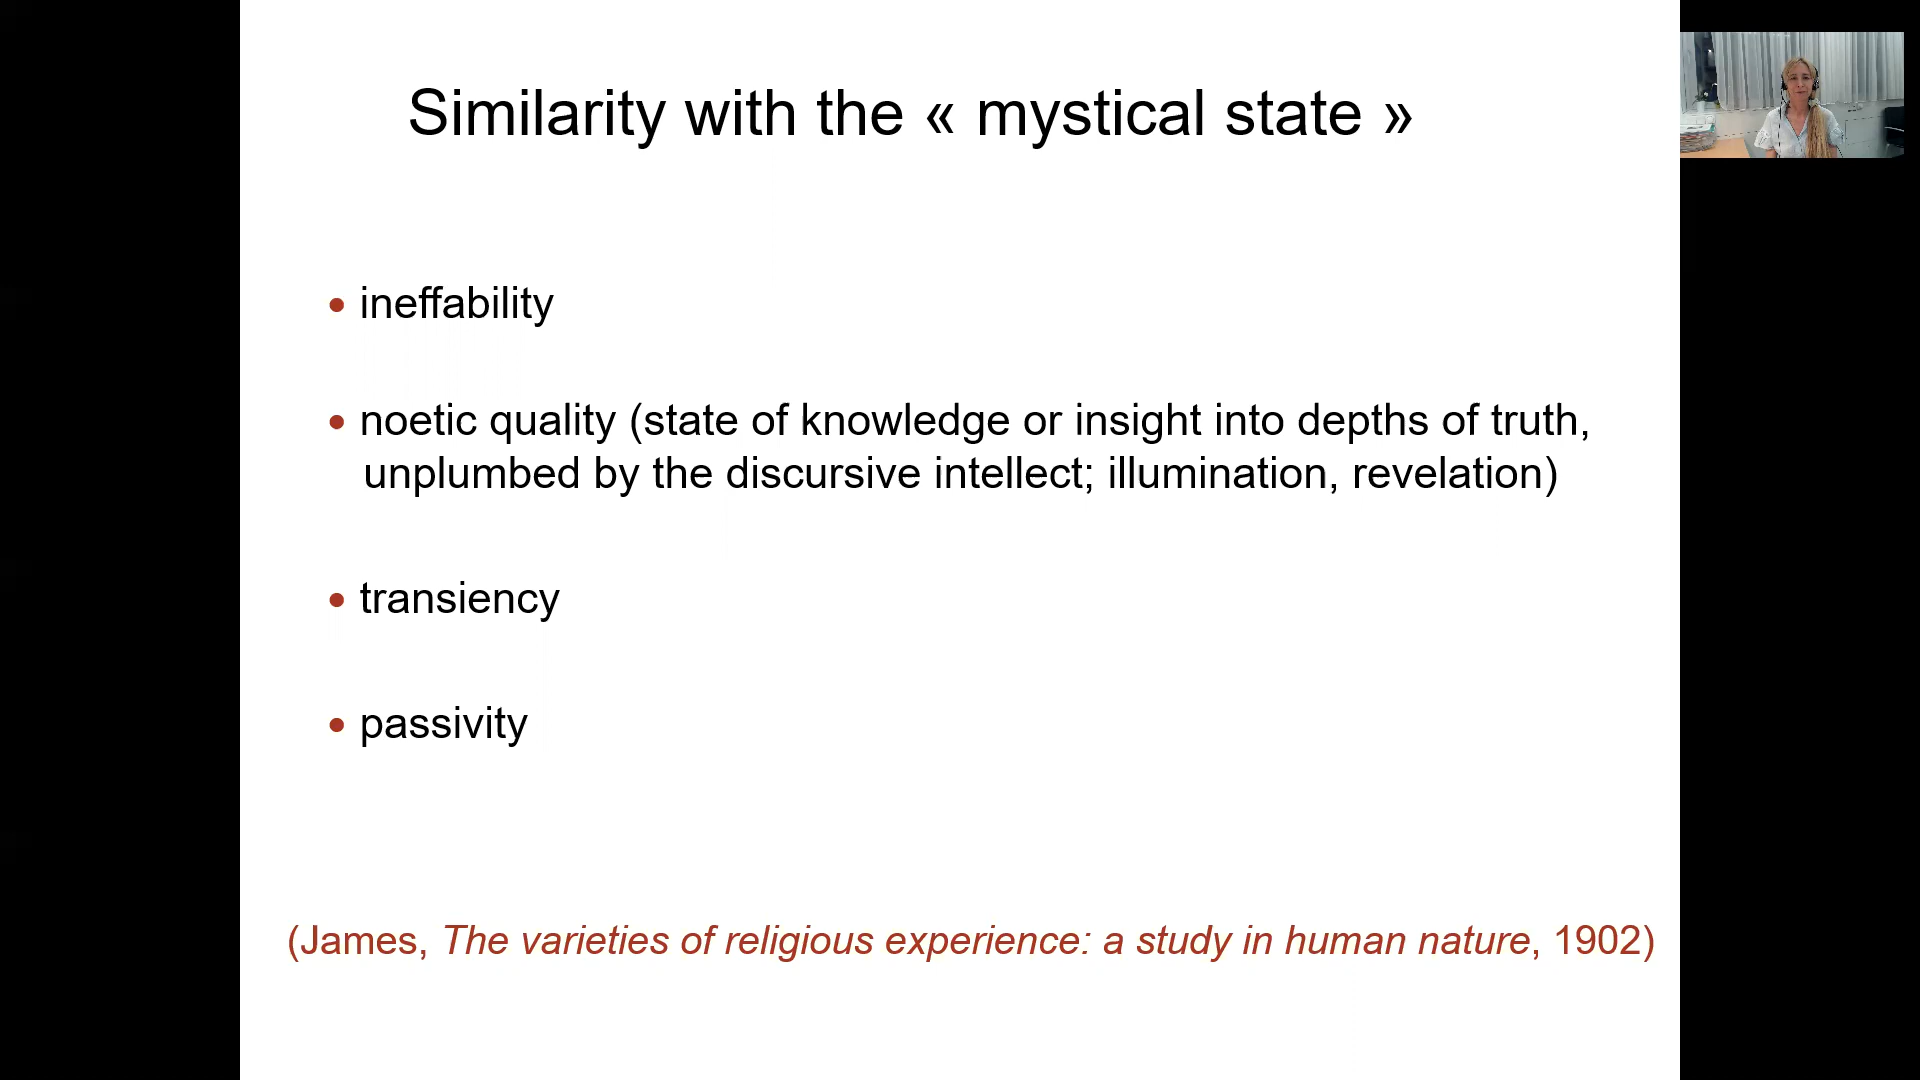 Similarity with the « mystical state »
• ineffability
• noetic quality (state of knowledge or insight into depths of truth,
unplumbed by the discursive intellect; illumination, revelation)
• transiency
• passivity
(James, The varieties of religious experience: a study in human nature, 1902)